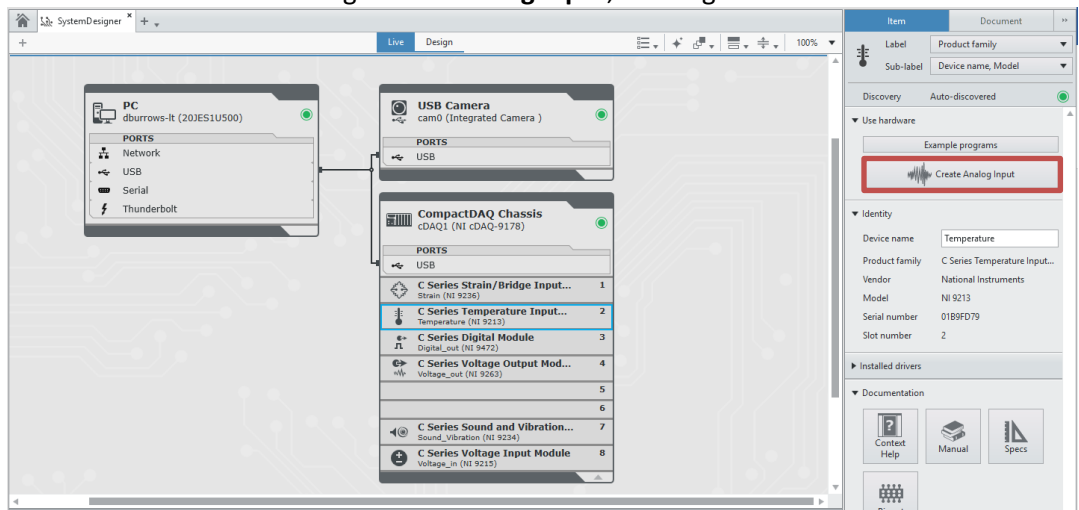 SystemDesigner
Live Design
100%
PC
dburrows-lt (20JES1U500)
PORTS
Network
USB
Serial
Thunderbolt
USB Camera
cam0 (Integrated Camera )
PORTS
USB
CompactDAQ Chassis
cDAQ1 (NI cDAQ-9178)
PORTS
USB
C Series Strain/Bridge Input... 1
Strain (NI 9236)
C Series Temperature Input... 2
Temperature (NI 9213)
C Series Digital Module 3
Digital_out (NI 9472)
C Series Voltage Output Mod... 4
Voltage_out (NI 9263)
5
6
C Series Sound and Vibration... 7
Sound_Vibration (NI 9234)
C Series Voltage Input Module 8
Voltage_in (NI 9215)
Item Document
Label Product family
Sub-label Device name, Model
Discovery Auto-discovered
Use hardware
Example programs
Create Analog Input
Identity
Device name Temperature
Product family C Series Temperature Input...
Vendor National Instruments
Model NI 9213
Serial number 01B9FD79
Slot number 2
Installed drivers
Documentation
Context
Help
Manual
Specs